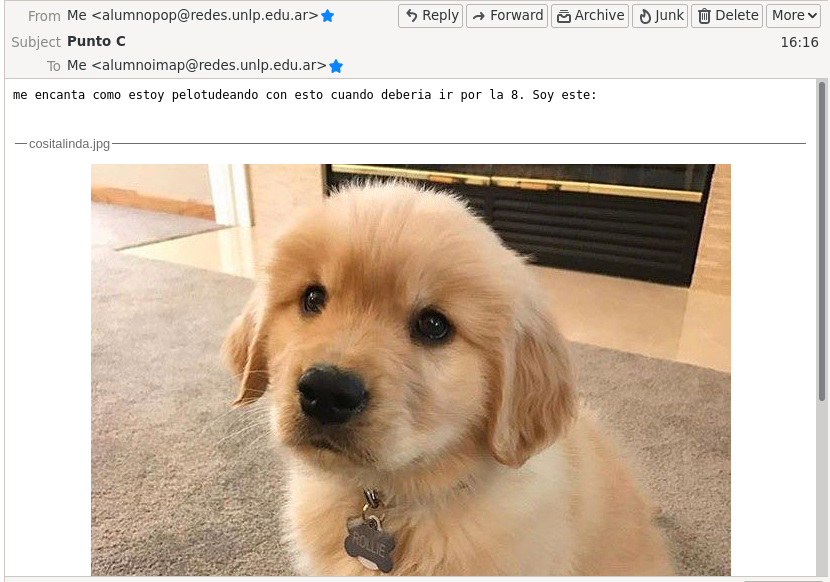 From Me <alumnopop@redes.unlp.edu.ar> Reply Forward Archive Junk Delete More
Subject Punto C 16:16
To Me <alumnoimap@redes.unlp.edu.ar>
me encanta como estoy pelotudeando con esto cuando deberia ir por la 8. Soy este:
cositalinda.jpg
ROLLIE